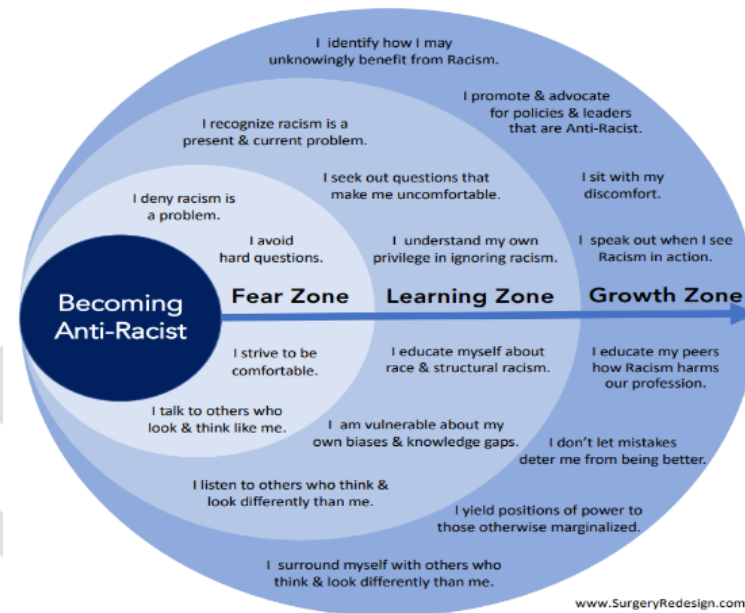 I identify how I may
unknowingly benefit from Racism.
I promote & advocate
for policies & leaders
that are Anti-Racist.
I recognize racism is a
present & current problem.
I seek out questions that
make me uncomfortable.
I sit with my
discomfort.
I deny racism is
a problem.
I avoid
hard questions.
I understand my own
privilege in ignoring racism.
I speak out when I see
Racism in action.
Becoming
Anti-Racist
Fear Zone
Learning Zone
Growth Zone
I strive to be
comfortable.
I educate myself about
race & structural racism.
I educate my peers
how Racism harms
our profession.
I talk to others who
look & think like me.
I am vulnerable about my
own biases & knowledge gaps.
I don't let mistakes
deter me from being better.
I listen to others who think &
look differently than me.
I yield positions of power to
those otherwise marginalized.
I surround myself with others who
think & look differently than me.
www.SurgeryRedesign.com